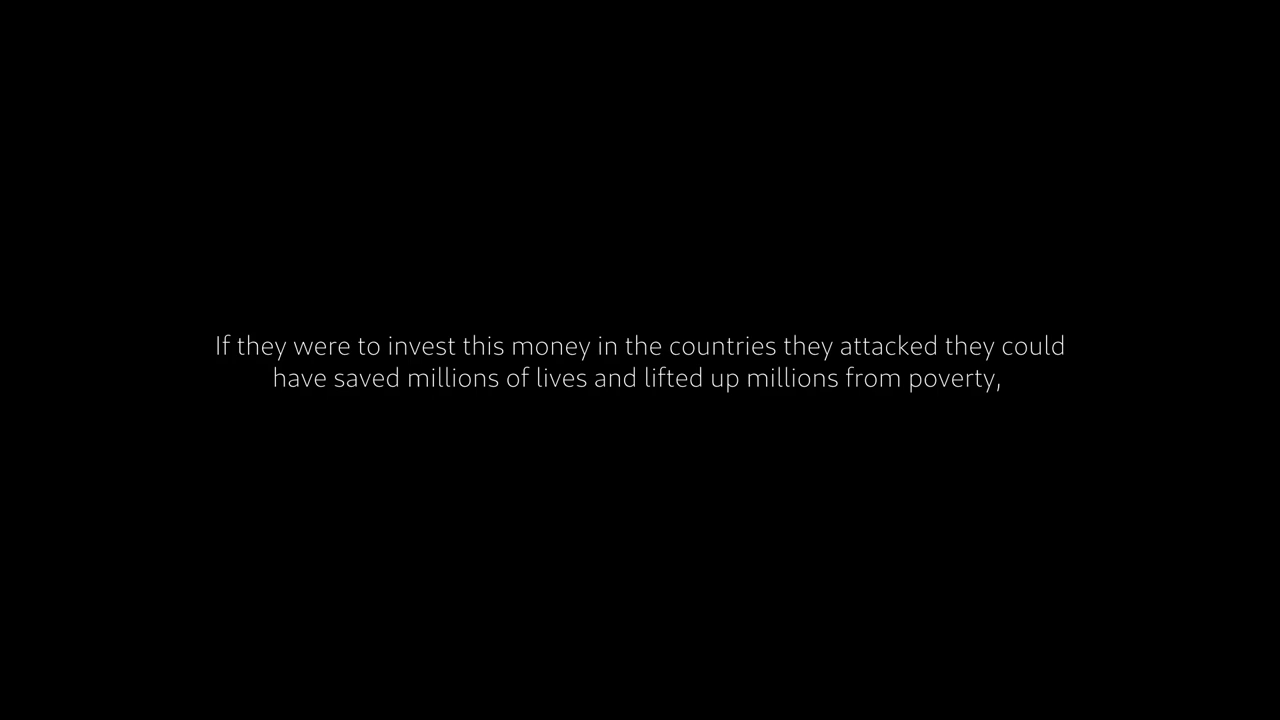 If they were to invest this money in the countries they attacked they could
have saved millions of lives and lifted up millions from poverty,